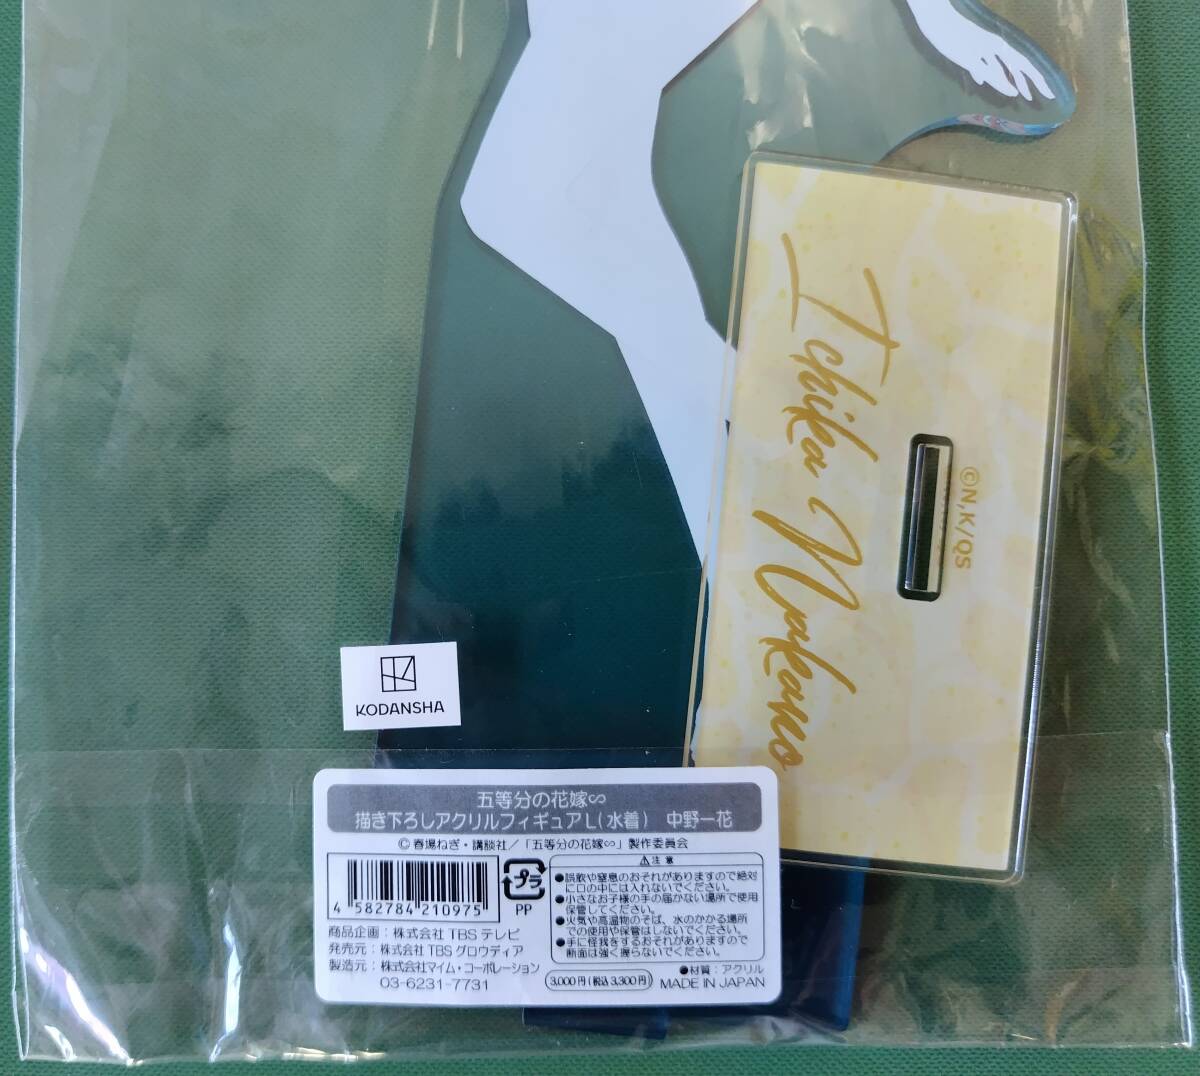 Ichika Nakano
©N,K/QS
KODANSHA
五等分の花嫁∽
描き下ろしアクリルフィギュアL(水着) 中野一花
© 春場ねぎ・講談社/「五等分の花嫁∽」製作委員会
4 582784 210975
プラ
PP
商品企画:株式会社 TBS テレビ
発売元:株式会社 TBS グロウディア
製造元:株式会社マイム・コーポレーション
03-6231-7731
⚠注意
●誤飲や窒息のおそれがありますので絶対
に口の中には入れないでください。
●小さなお子様の手の届かない場所で使用
保管してください。
●火気や高温物のそば、水のかかる場所
での使用や保管はしないでください。
●手に怪我をするおそれがありますので
断面は強く握らないでください。
●材質:アクリル
3,000円(税込3,300円)
MADE IN JAPAN